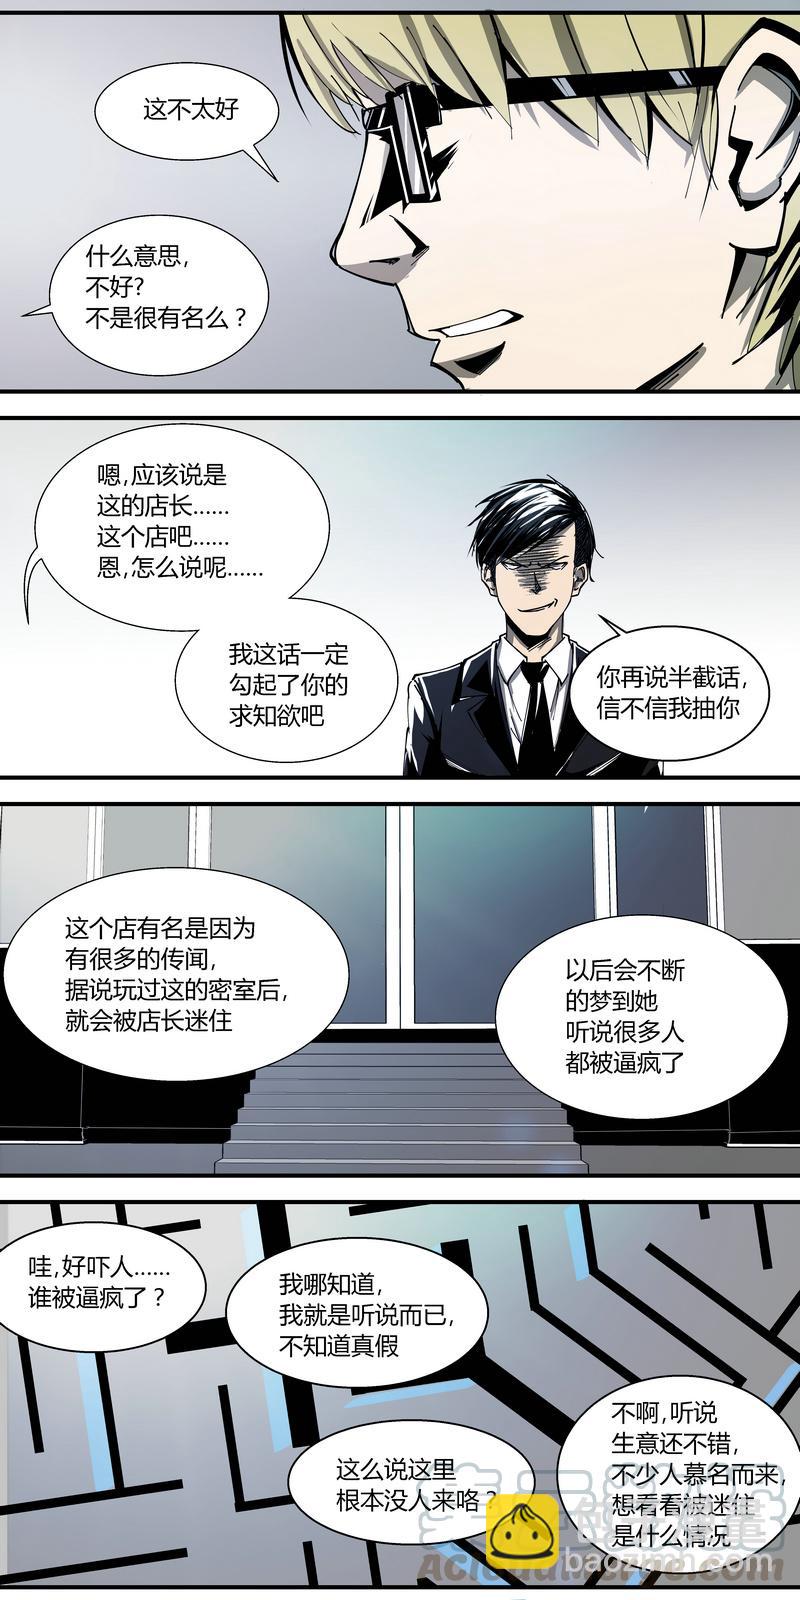 这不太好
什么意思，
不好?
不是很有名么？
嗯,应该说是
这的店长……
这个店吧……
恩,怎么说呢……
我这话一定
勾起了你的
求知欲吧
你再说半截话，
信不信我抽你
这个店有名是因为
有很多的传闻，
据说玩过这的密室后，
就会被店长迷住
以后会不断
的梦到她
听说很多人
都被逼疯了
哇,好吓人……
谁被逼疯了？
我哪知道，
我就是听说而已，
不知道真假
这么说这里
根本没人来咯？
不啊,听说
生意还不错，
不少人慕名而来，
想看看被迷住
是什么情况
baozimh.com